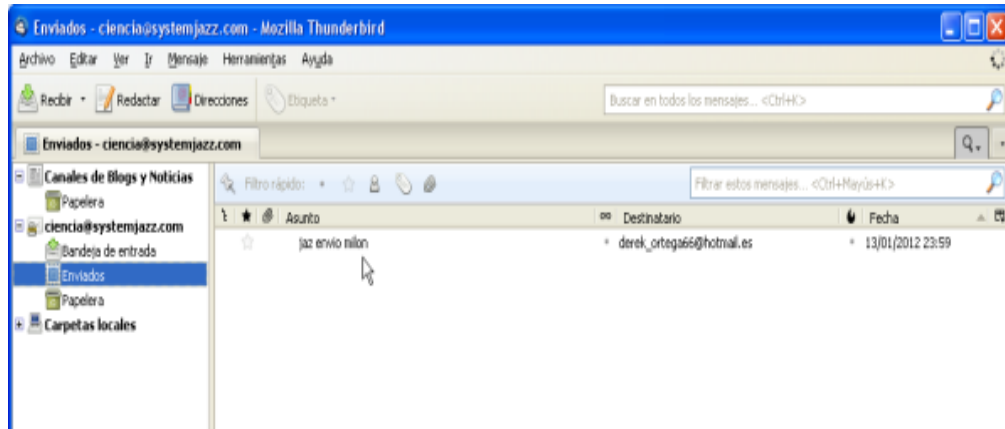 Enviados - ciencia@systemjazz.com - Mozilla Thunderbird
Archivo Editar Ver Ir Mensaje Herramientas Ayuda
Recibir Redactar Direcciones Etiqueta Buscar en todos los mensajes... <Ctrl+K>
Enviados - ciencia@systemjazz.com
Canales de Blogs y Noticias
Papelera
ciencia@systemjazz.com
Bandeja de entrada
Enviados
Papelera
Carpetas locales
Filtro rápido: Filtrar estos mensajes... <Ctrl+Mayús+K>
Asunto Destinatario Fecha
jaz envio milon derek_ortega66@hotmail.es 13/01/2012 23:59